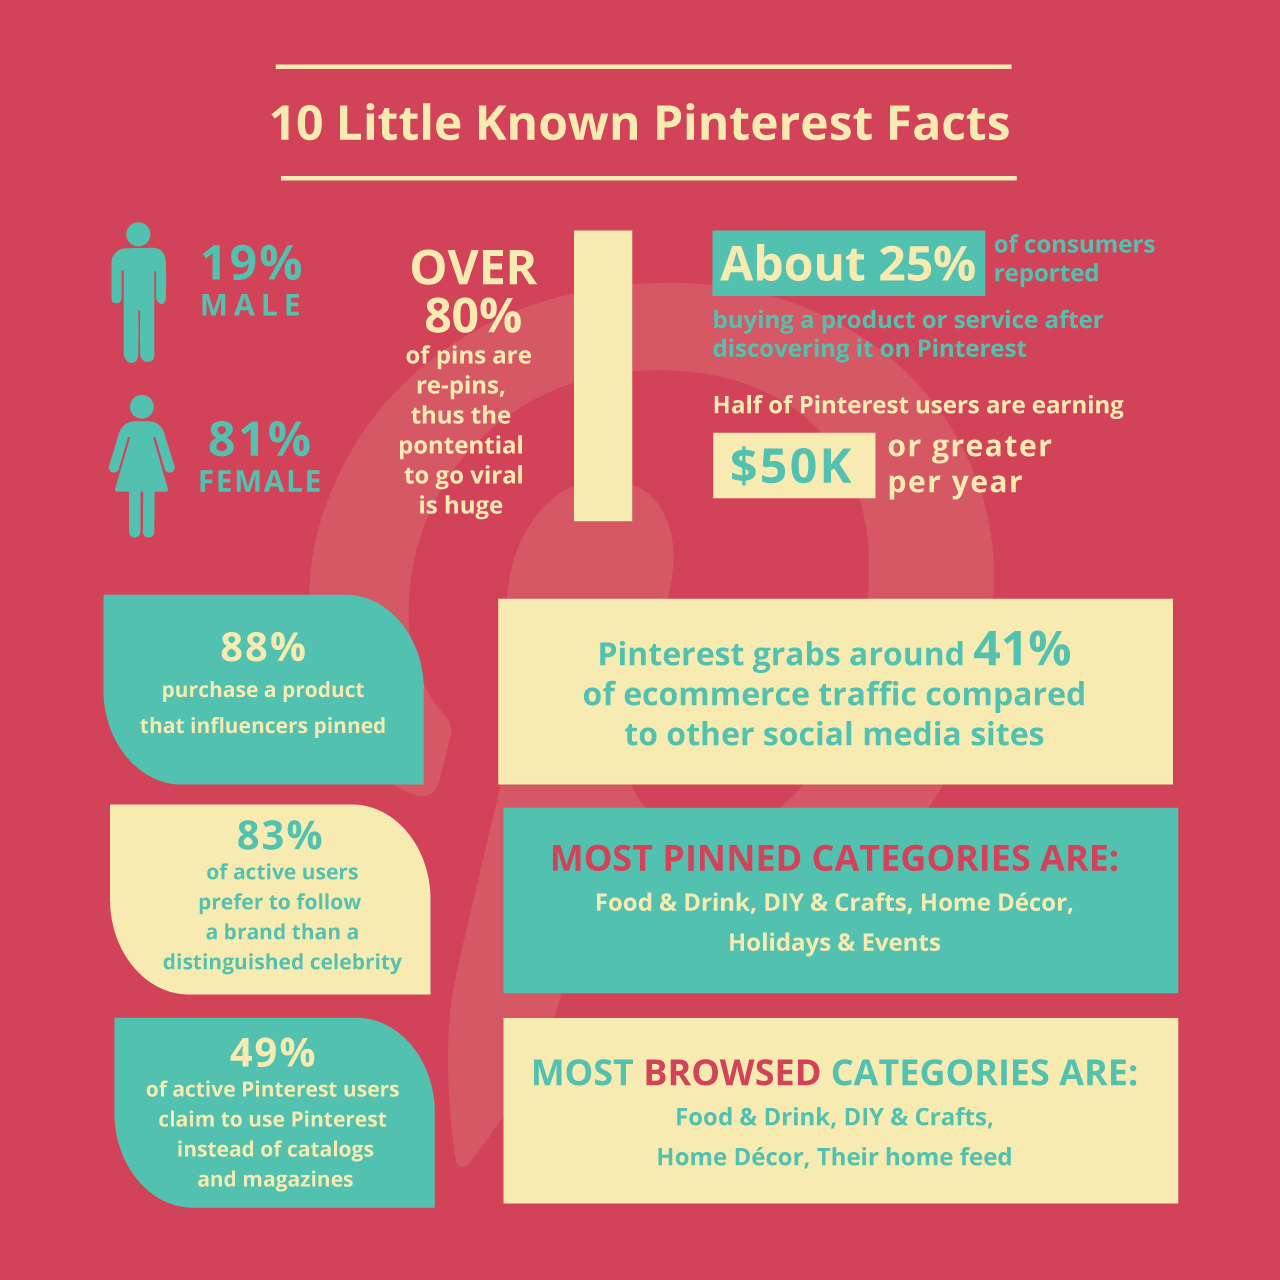 10 Little Known Pinterest Facts
19%
MALE
81%
FEMALE
OVER
80%
of pins are
re-pins,
thus the
pontential
to go viral
is huge
About 25%
of consumers
reported
buying a product or service after
discovering it on Pinterest
Half of Pinterest users are earning
$50K
or greater
per year
88%
purchase a product
that influencers pinned
Pinterest grabs around 41%
of ecommerce traffic compared
to other social media sites
83%
of active users
prefer to follow
a brand than a
distinguished celebrity
MOST PINNED CATEGORIES ARE:
Food & Drink, DIY & Crafts, Home Décor,
Holidays & Events
49%
of active Pinterest users
claim to use Pinterest
instead of catalogs
and magazines
MOST BROWSED CATEGORIES ARE:
Food & Drink, DIY & Crafts,
Home Décor, Their home feed